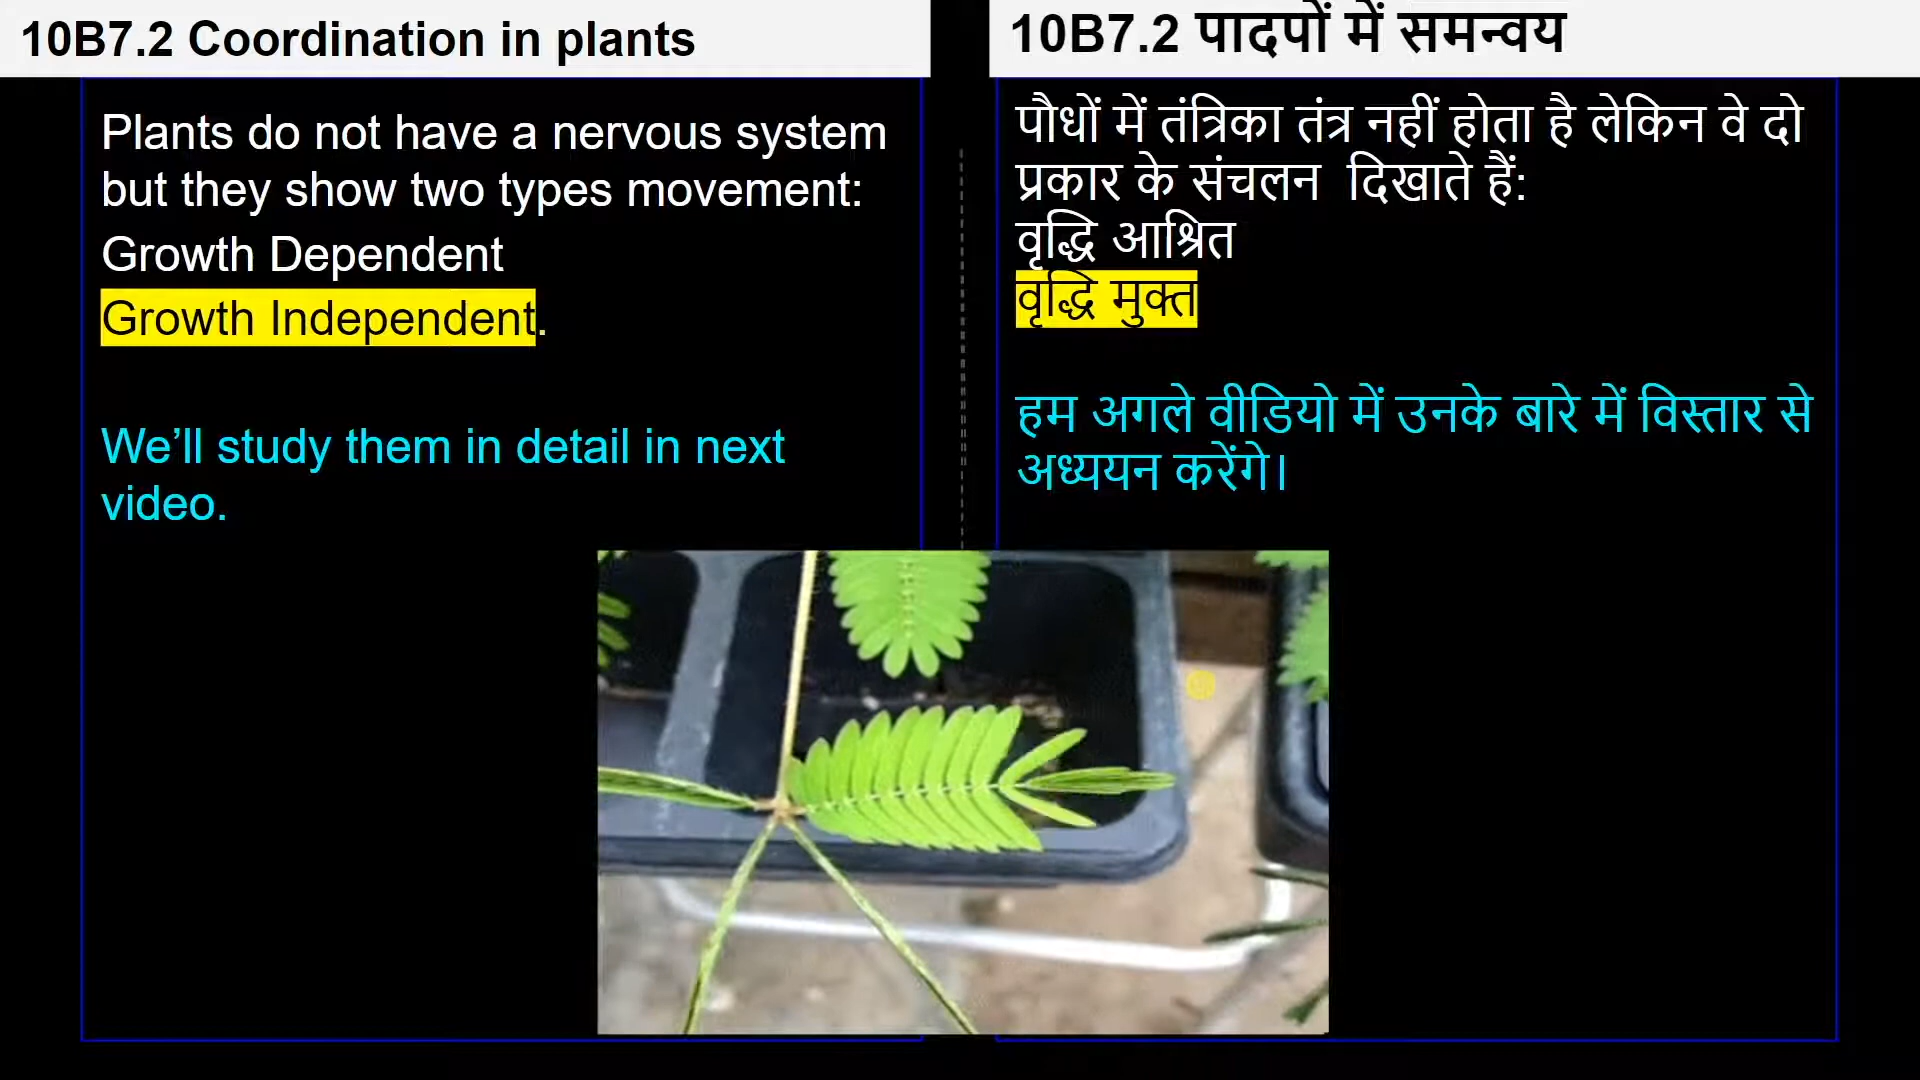 10B7.2 Coordination in plants
Plants do not have a nervous system
but they show two types movement:
Growth Dependent
Growth Independent.
We’ll study them in detail in next
video.
10B7.2 पादपों में समन्वय
पौधों में तंत्रिका तंत्र नहीं होता है लेकिन वे दो
प्रकार के संचलन दिखाते हैं:
वृद्धि आश्रित
वृद्धि मुक्त
हम अगले वीडियो में उनके बारे में विस्तार से
अध्ययन करेंगे।